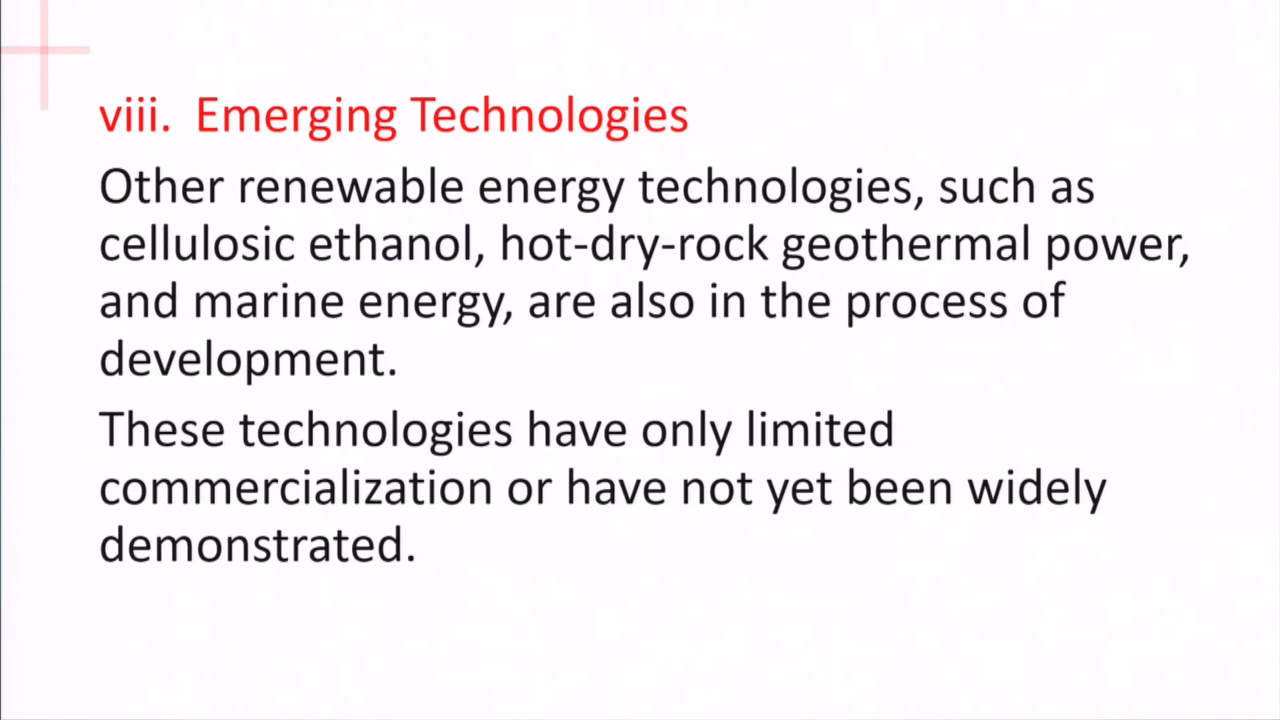 viii. Emerging Technologies
Other renewable energy technologies, such as
cellulosic ethanol, hot-dry-rock geothermal power,
and marine energy, are also in the process of
development.
These technologies have only limited
commercialization or have not yet been widely
demonstrated.